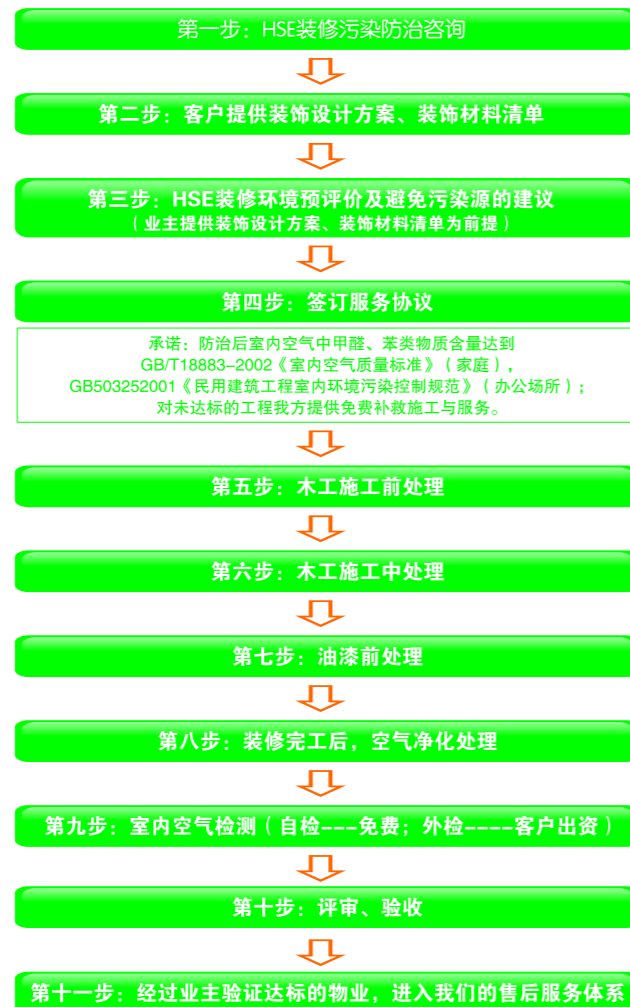 第一步：HSE装修污染防治咨询
第二步：客户提供装饰设计方案、装饰材料清单
第三步：HSE装修环境预评价及避免污染源的建议
（业主提供装饰设计方案、装饰材料清单为前提）
第四步：签订服务协议
承诺：防治后室内空气中甲醛、苯类物质含量达到
GB/T18883–2002《室内空气质量标准》（家庭），
GB503252001《民用建筑工程室内环境污染控制规范》（办公场所）；
对未达标的工程我方提供免费补救施工与服务。
第五步：木工施工前处理
第六步：木工施工中处理
第七步：油漆前处理
第八步：装修完工后，空气净化处理
第九步：室内空气检测（自检---免费；外检----客户出资）
第十步：评审、验收
第十一步：经过业主验证达标的物业，进入我们的售后服务体系